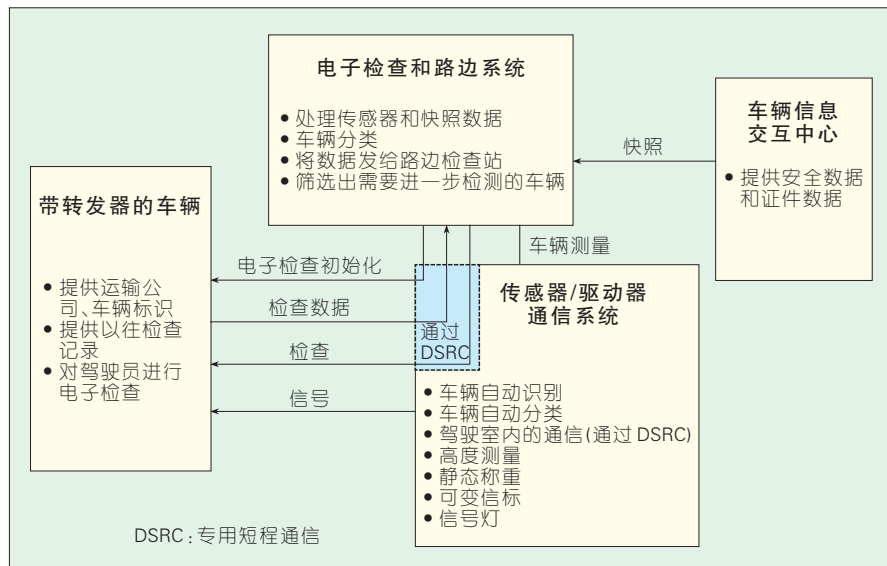 电子检查和路边系统
● 处理传感器和快照数据
● 车辆分类
● 将数据发给路边检查站
● 筛选出需要进一步检测的车辆
车辆信息
交互中心
● 提供安全数据
和证件数据
快照
带转发器的车辆
● 提供运输公
司、车辆标识
● 提供以往检查
记录
● 对驾驶员进行
电子检查
电子检查初始化
检查数据
检查
信号
车辆测量
通过
DSRC
传感器/驱动器
通信系统
● 车辆自动识别
● 车辆自动分类
● 驾驶室内的通信(通过 DSRC)
● 高度测量
● 静态称重
● 可变信标
● 信号灯
DSRC:专用短程通信